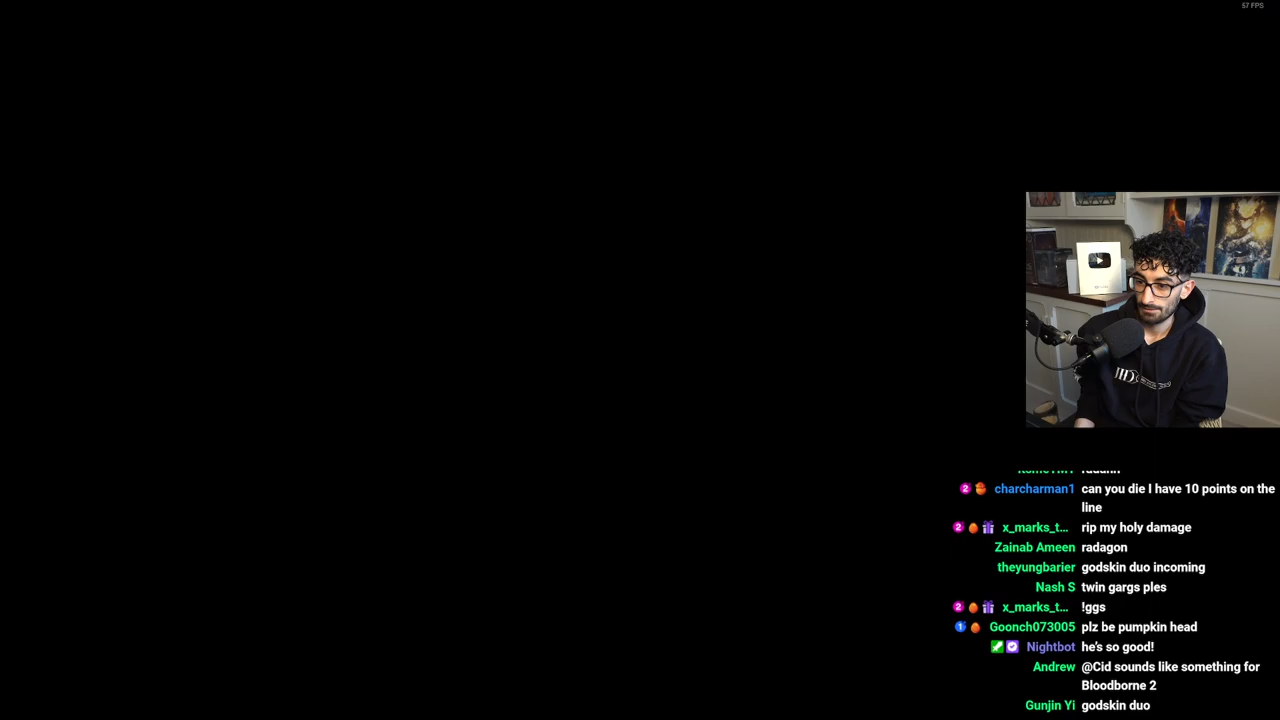 57 FPS
charcharman1 can you die I have 10 points on the
line
x_marks_t... rip my holy damage
Zainab Ameen radagon
theyungbarier godskin duo incoming
Nash S twin gargs ples
x_marks_t... !ggs
Goonch073005 plz be pumpkin head
Nightbot he's so good!
Andrew @Cid sounds like something for
Bloodborne 2
Gunjin Yi godskin duo